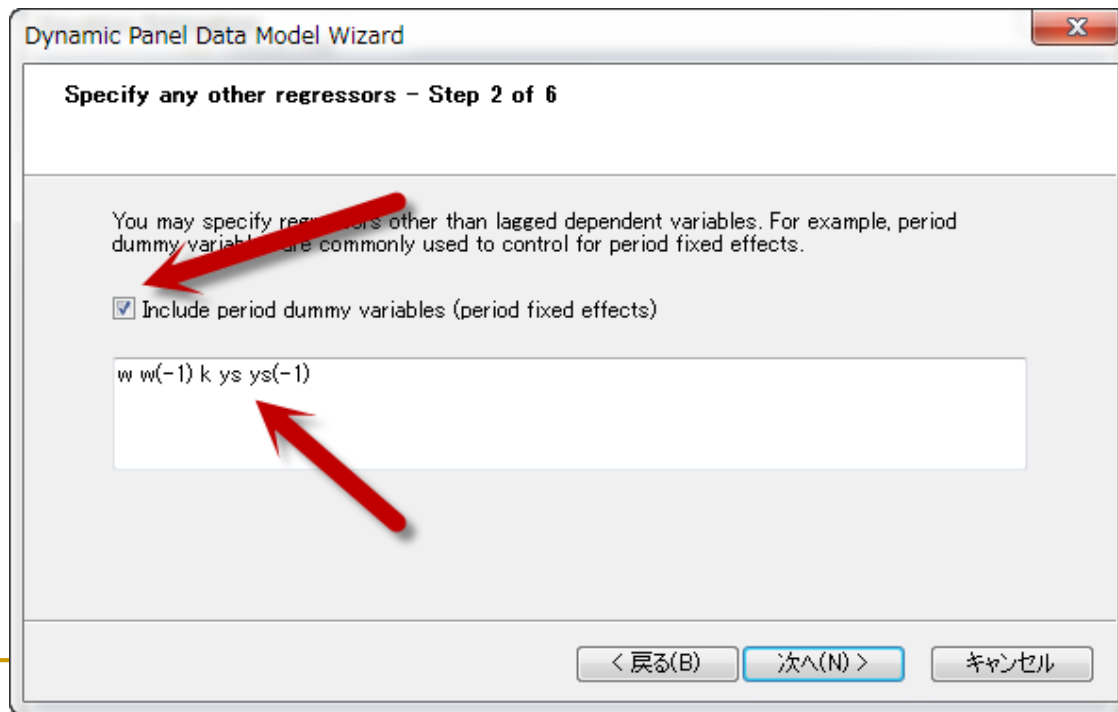 Dynamic Panel Data Model Wizard
Specify any other regressors - Step 2 of 6
You may specify regressors other than lagged dependent variables. For example, period
dummy variables are commonly used to control for period fixed effects.
Include period dummy variables (period fixed effects)
w w(-1) k ys ys(-1)
< 戻る(B) 次へ(N) > キャンセル